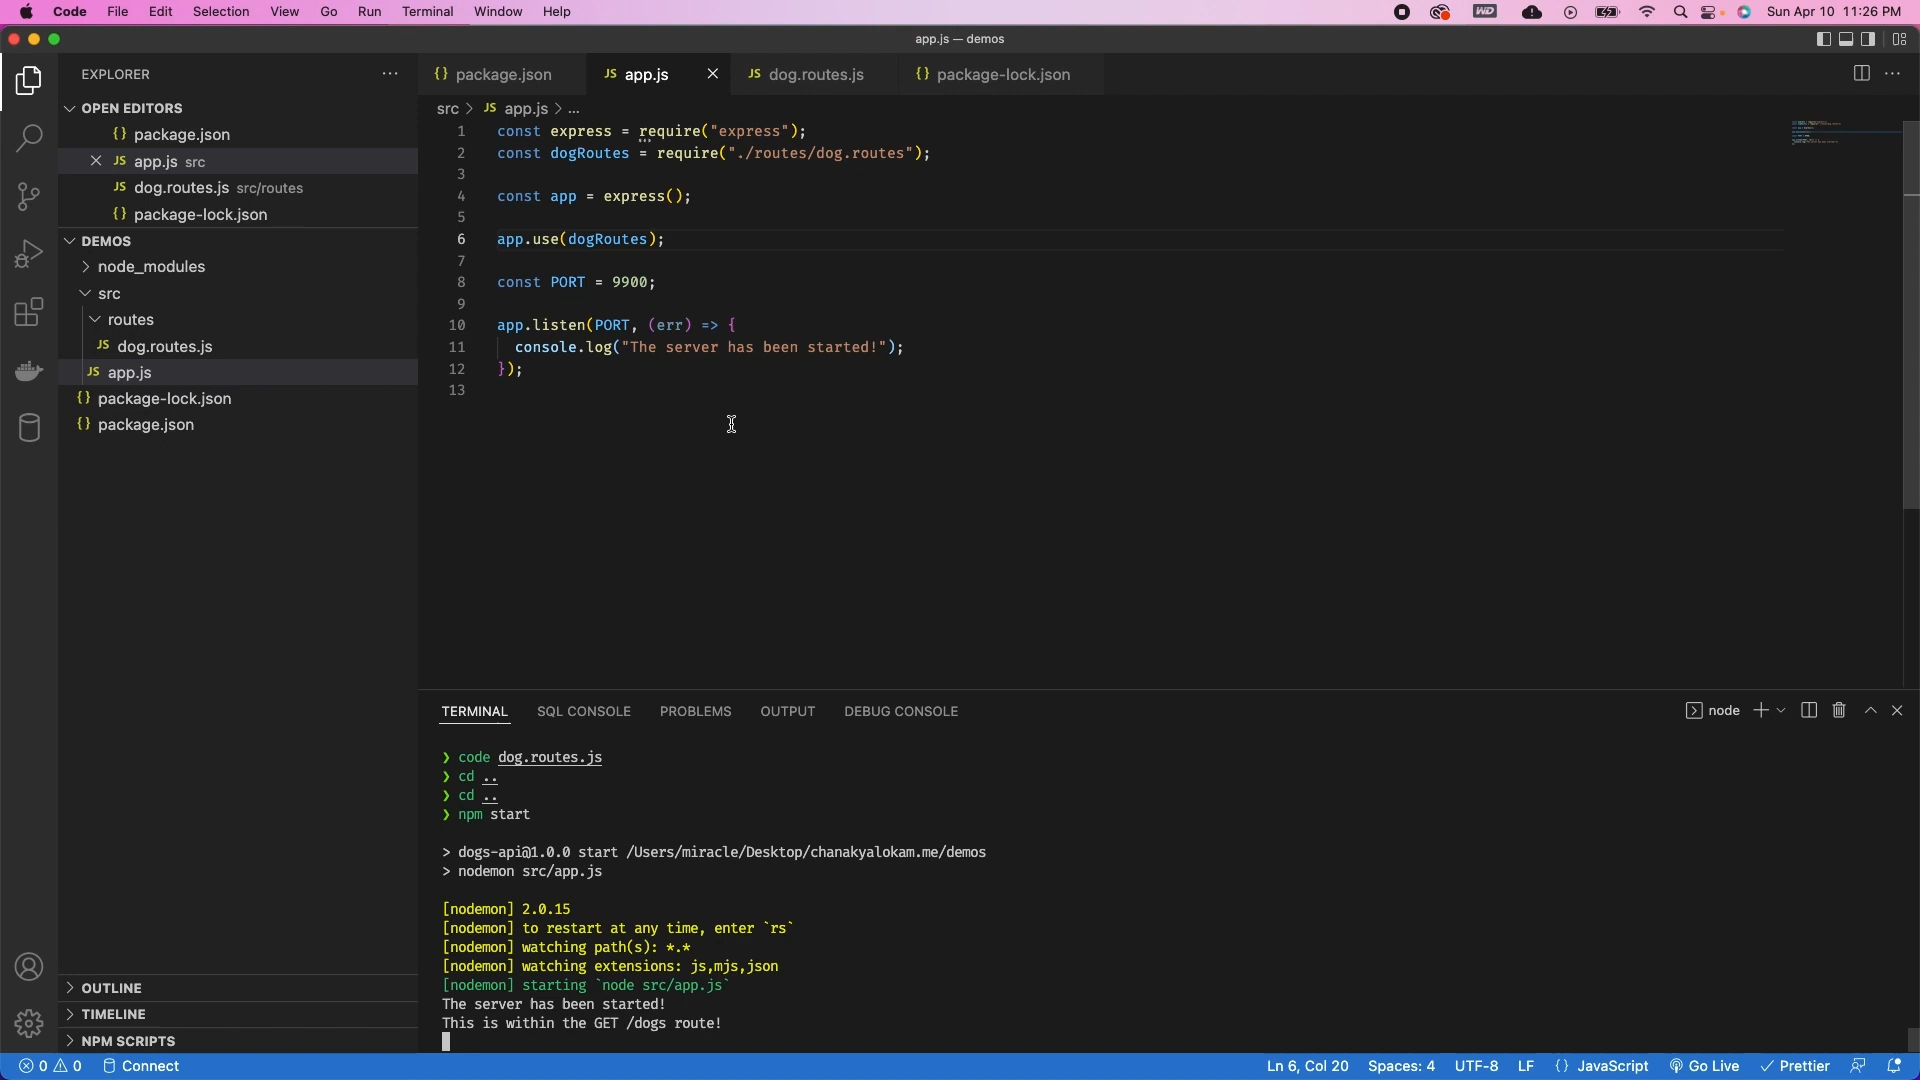 Code File Edit Selection View Go Run Terminal Window Help
WD
Sun Apr 10 11:26 PM
app.js — demos
EXPLORER ...
OPEN EDITORS
{} package.json
JS app.js src
JS dog.routes.js src/routes
{} package-lock.json
DEMOS
node_modules
src
routes
JS dog.routes.js
JS app.js
{} package-lock.json
{} package.json
OUTLINE
TIMELINE
NPM SCRIPTS
{} package.json JS app.js JS dog.routes.js {} package-lock.json
src > JS app.js > ...
1 const express = require("express");
2 const dogRoutes = require("./routes/dog.routes");
3
4 const app = express();
5
6 app.use(dogRoutes);
7
8 const PORT = 9900;
9
10 app.listen(PORT, (err) => {
11 console.log("The server has been started!");
12 });
13
TERMINAL SQL CONSOLE PROBLEMS OUTPUT DEBUG CONSOLE
node
❯ code dog.routes.js
❯ cd ..
❯ cd ..
❯ npm start
> dogs-api@1.0.0 start /Users/miracle/Desktop/chanakyalokam.me/demos
> nodemon src/app.js
[nodemon] 2.0.15
[nodemon] to restart at any time, enter `rs`
[nodemon] watching path(s): *.*
[nodemon] watching extensions: js,mjs,json
[nodemon] starting `node src/app.js`
The server has been started!
This is within the GET /dogs route!
0 0 Connect
Ln 6, Col 20 Spaces: 4 UTF-8 LF {} JavaScript Go Live Prettier